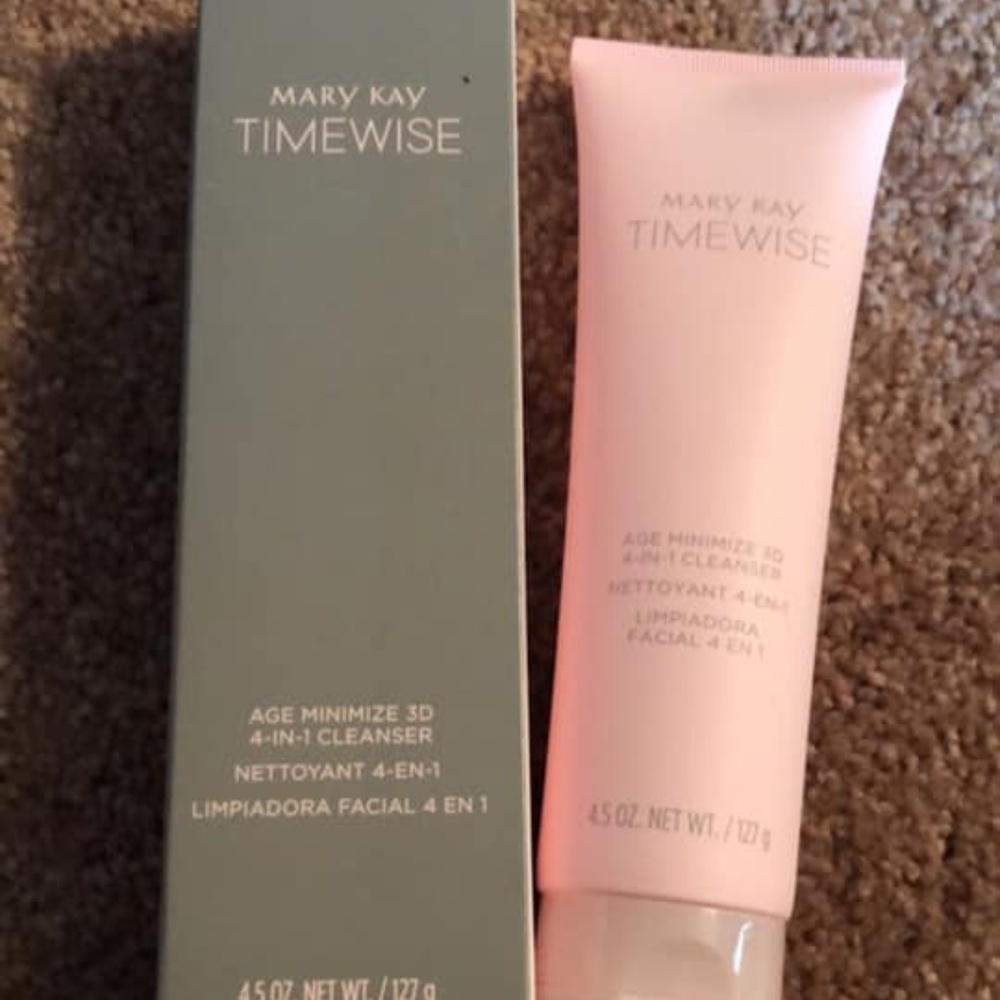 MARY KAY
TIMEWISE
AGE MINIMIZE 3D
4-IN-1 CLEANSER
NETTOYANT 4-EN-1
LIMPIADORA FACIAL 4 EN 1
4.5 OZ. NET WT. / 127 g
MARY KAY
TIMEWISE
AGE MINIMIZE 3D
4-IN-1 CLEANSER
NETTOYANT 4-EN-1
LIMPIADORA
FACIAL 4 EN 1
4.5 OZ. NET WT. / 127 g